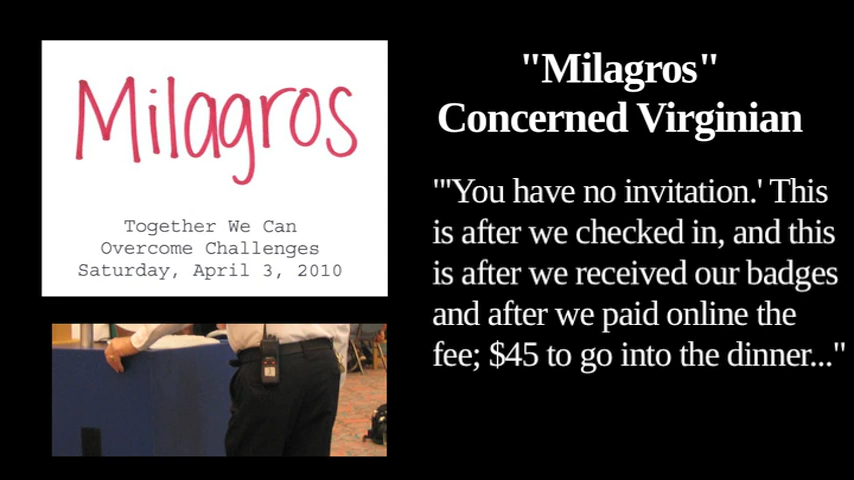 Milagros
Together We Can
Overcome Challenges
Saturday, April 3, 2010
"Milagros"
Concerned Virginian
"'You have no invitation.' This
is after we checked in, and this
is after we received our badges
and after we paid online the
fee; $45 to go into the dinner..."